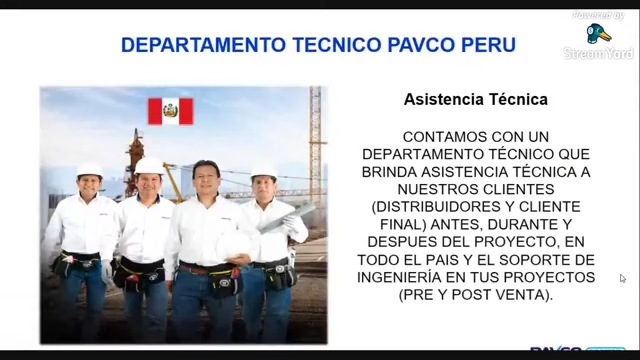 Powered by
StreamYard
DEPARTAMENTO TECNICO PAVCO PERU
Asistencia Técnica
CONTAMOS CON UN
DEPARTAMENTO TÉCNICO QUE
BRINDA ASISTENCIA TÉCNICA A
NUESTROS CLIENTES
(DISTRIBUIDORES Y CLIENTE
FINAL) ANTES, DURANTE Y
DESPUES DEL PROYECTO, EN
TODO EL PAIS Y EL SOPORTE DE
INGENIERÍA EN TUS PROYECTOS
(PRE Y POST VENTA).
PAVCO